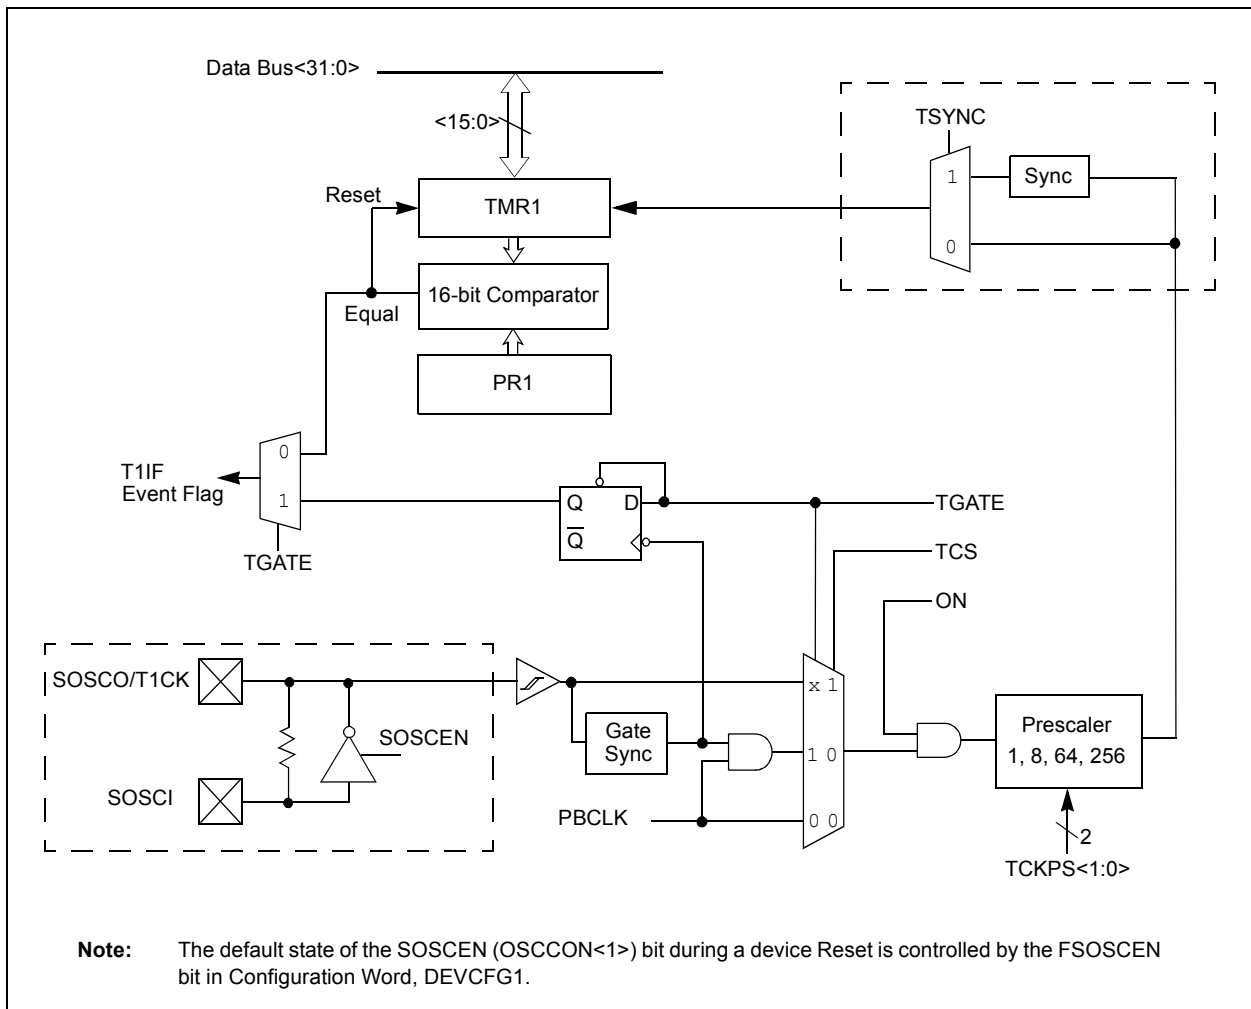 Data Bus<31:0>
<15:0>
TSYNC
Reset
TMR1
1
Sync
0
16-bit Comparator
Equal
PR1
0
T1IF
Event Flag
1
Q
D
Q
TGATE
TGATE
TCS
ON
SOSCO/T1CK
x 1
SOSCEN
Gate
Sync
1 0
Prescaler
1, 8, 64, 256
SOSCI
PBCLK
0 0
2
TCKPS<1:0>
Note: The default state of the SOSCEN (OSCCON<1>) bit during a device Reset is controlled by the FSOSCEN
bit in Configuration Word, DEVCFG1.